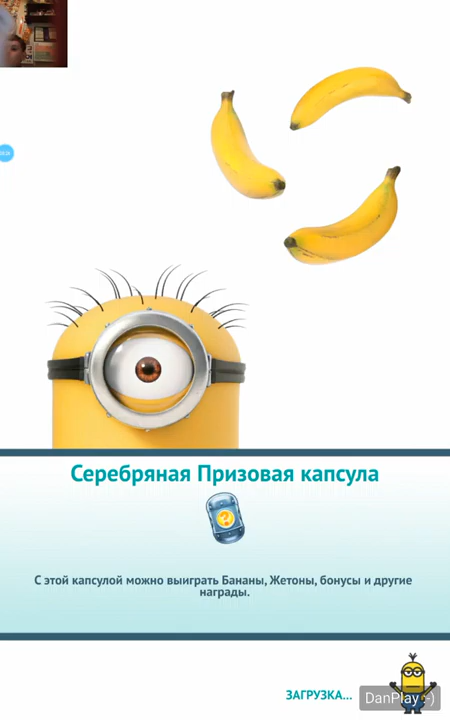 Серебряная Призовая капсула
?
С этой капсулой можно выиграть Бананы, Жетоны, бонусы и другие
награды.
ЗАГРУЗКА...
DanPlay :-)